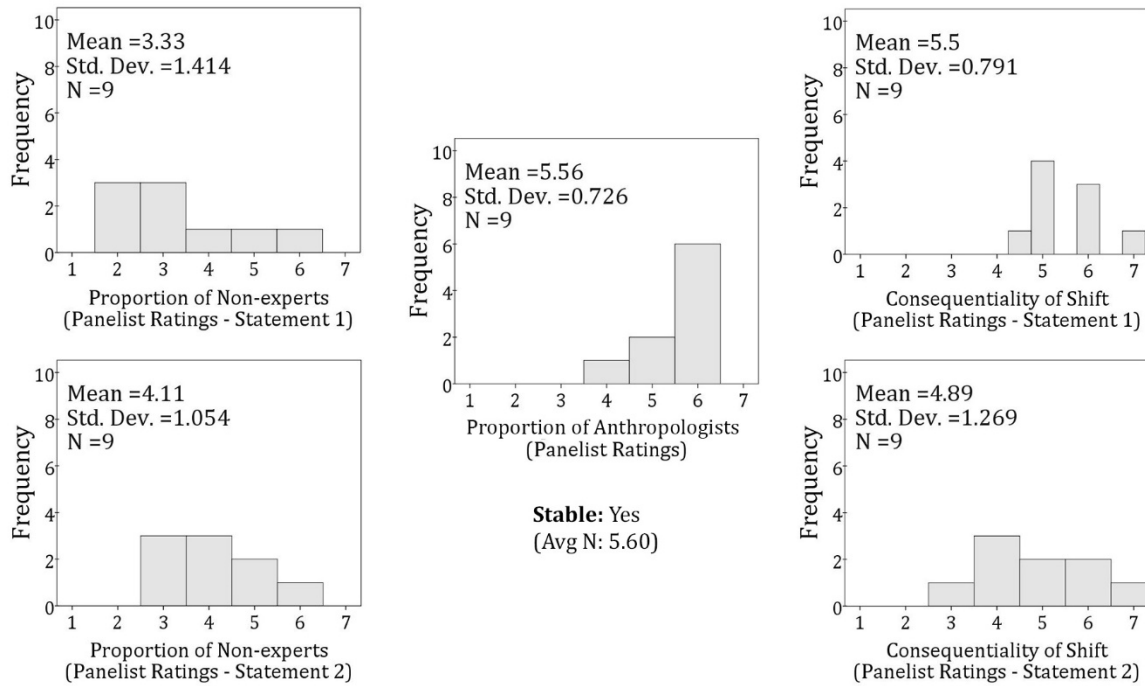 10
8
6
4
2
0
Frequency
Mean =3.33
Std. Dev. =1.414
N =9
1 2 3 4 5 6 7
Proportion of Non-experts
(Panelist Ratings - Statement 1)
10
8
6
4
2
0
Frequency
Mean =4.11
Std. Dev. =1.054
N =9
1 2 3 4 5 6 7
Proportion of Non-experts
(Panelist Ratings - Statement 2)
10
8
6
4
2
0
Frequency
Mean =5.56
Std. Dev. =0.726
N =9
1 2 3 4 5 6 7
Proportion of Anthropologists
(Panelist Ratings)
Stable: Yes
(Avg N: 5.60)
10
8
6
4
2
0
Frequency
Mean =5.5
Std. Dev. =0.791
N =9
1 2 3 4 5 6 7
Consequentiality of Shift
(Panelist Ratings - Statement 1)
10
8
6
4
2
0
Frequency
Mean =4.89
Std. Dev. =1.269
N =9
1 2 3 4 5 6 7
Consequentiality of Shift
(Panelist Ratings - Statement 2)